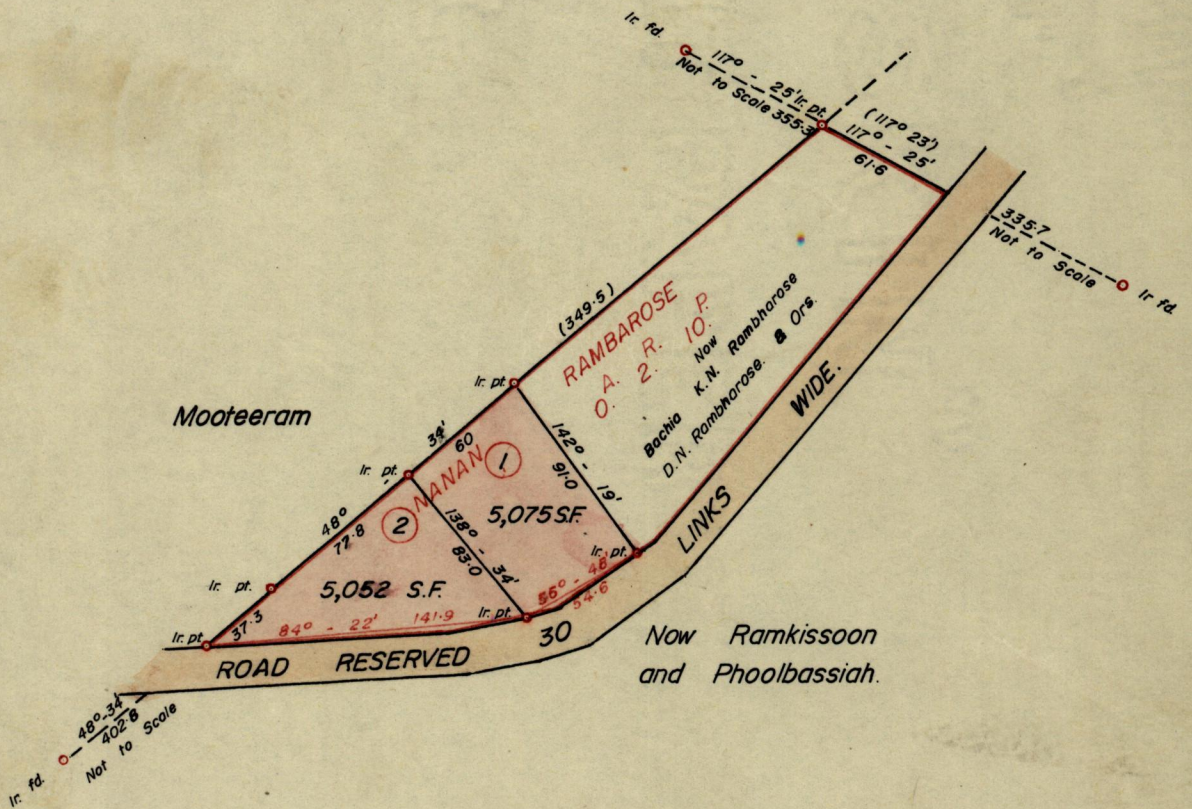 Ir. fd.
117° - 25'
Not to Scale 355.3
Ir. pt.
(117° 23')
117° - 25'
61.6
335.7
Not to Scale
Ir fd.
(349.5)
RAMBAROSE
A. R. P.
0. 2. 10.
Now
Bachia K.N. Rambharose
D.N. Rambharose. & Ors.
Mooteeram
Ir. pt.
34'
60
NANAN
1
5,075 S.F.
142° - 19'
91.0
Ir. pt.
48°
77.8
2
5,052 S.F.
138° - 34'
83.0
Ir. pt.
Ir. pt.
56° - 48'
54.6
Ir. pt.
37.3
84° - 22' 141.9
Ir. pt.
ROAD RESERVED 30 LINKS WIDE.
Now Ramkissoon
and Phoolbassiah.
48°-34'
402.8
Not to Scale
Ir. fd.